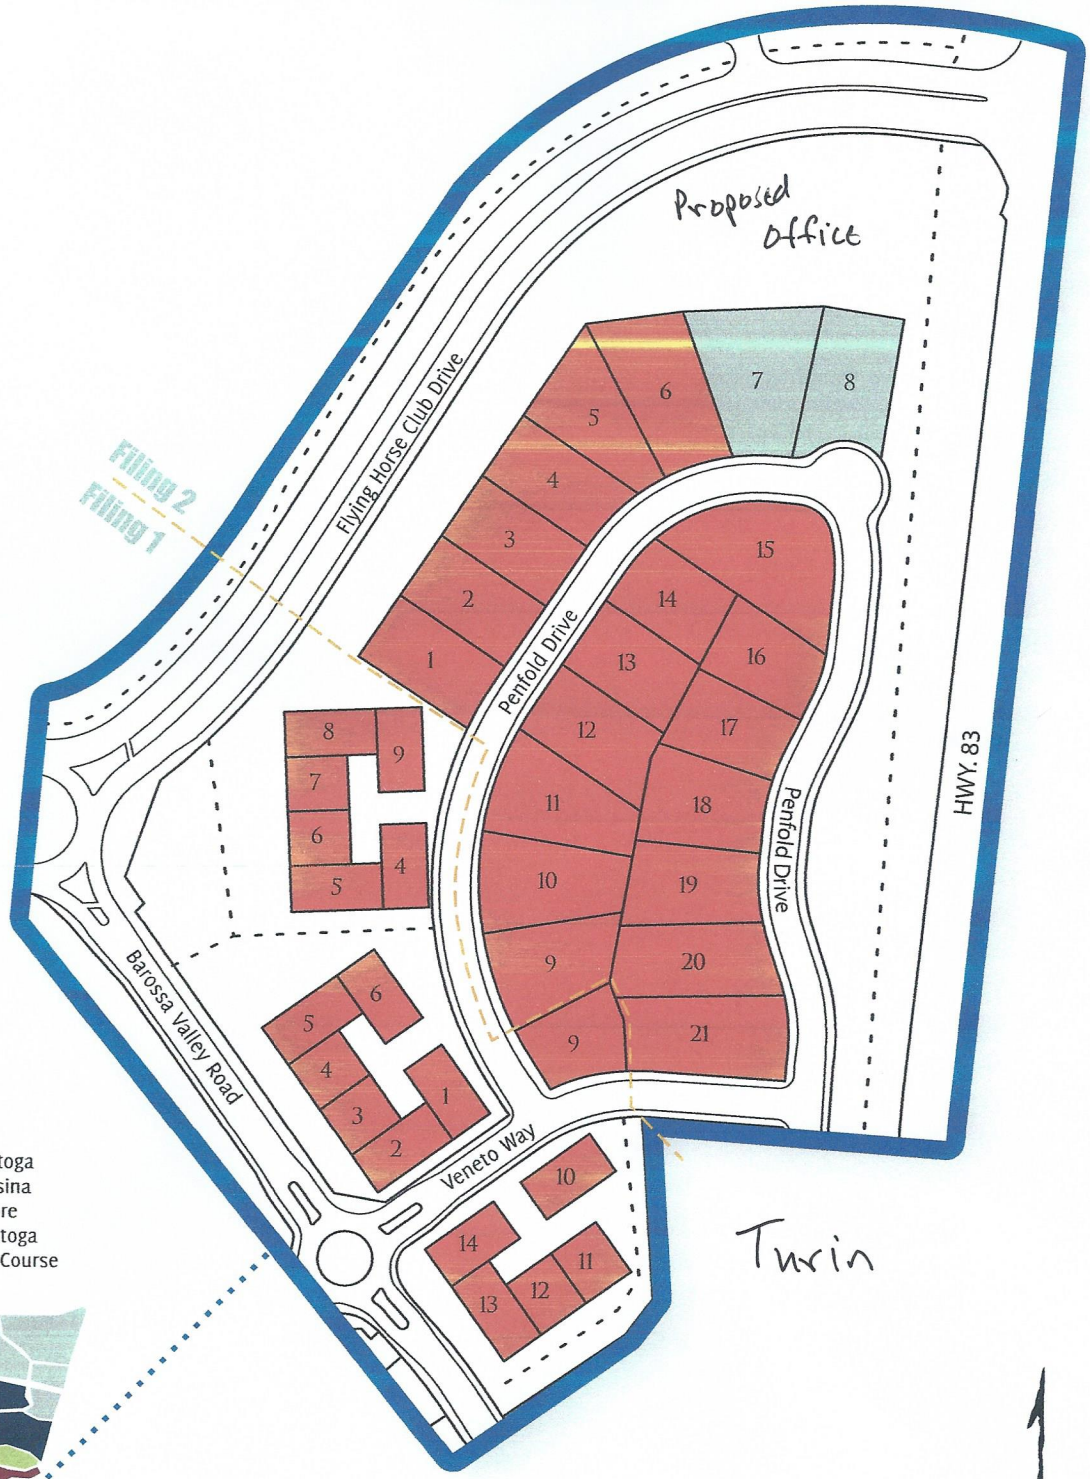 Proposed
Office
6
7
8
5
4
3
2
1
Flying Horse Club Drive
Filing 2
Filing 1
15
14
13
16
12
17
11
18
10
19
9
20
9
21
Penfold Drive
Penfold Drive
HWY. 83
8
9
7
6
5
4
6
5
4
3
2
1
Barossa Valley Road
Veneto Way
10
14
11
12
13
Turin
toga
sina
re
toga
Course